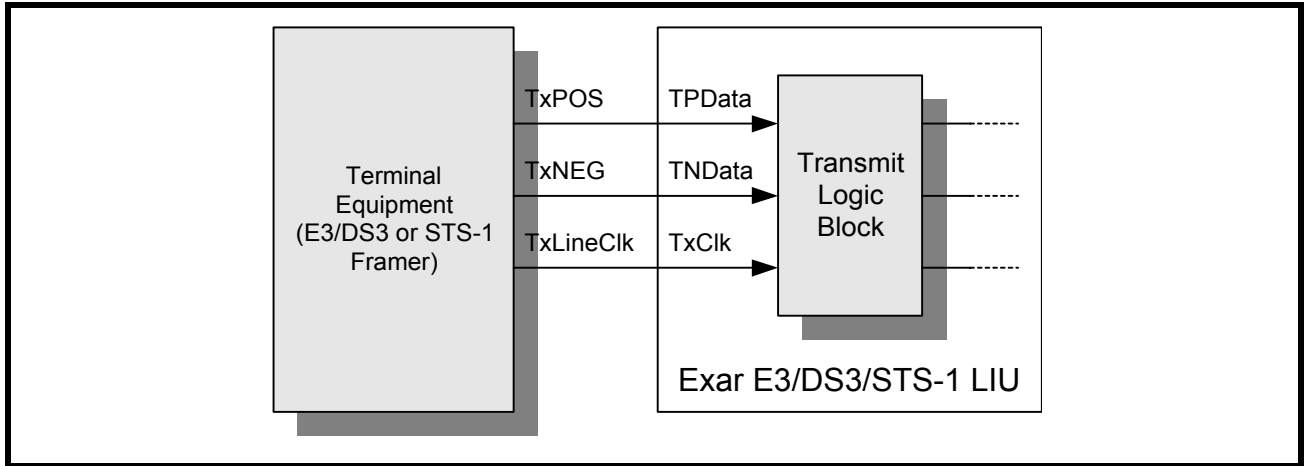 Terminal
Equipment
(E3/DS3 or STS-1
Framer)
TxPOS
TxNEG
TxLineClk
TPData
TNData
TxClk
Transmit
Logic
Block
Exar E3/DS3/STS-1 LIU